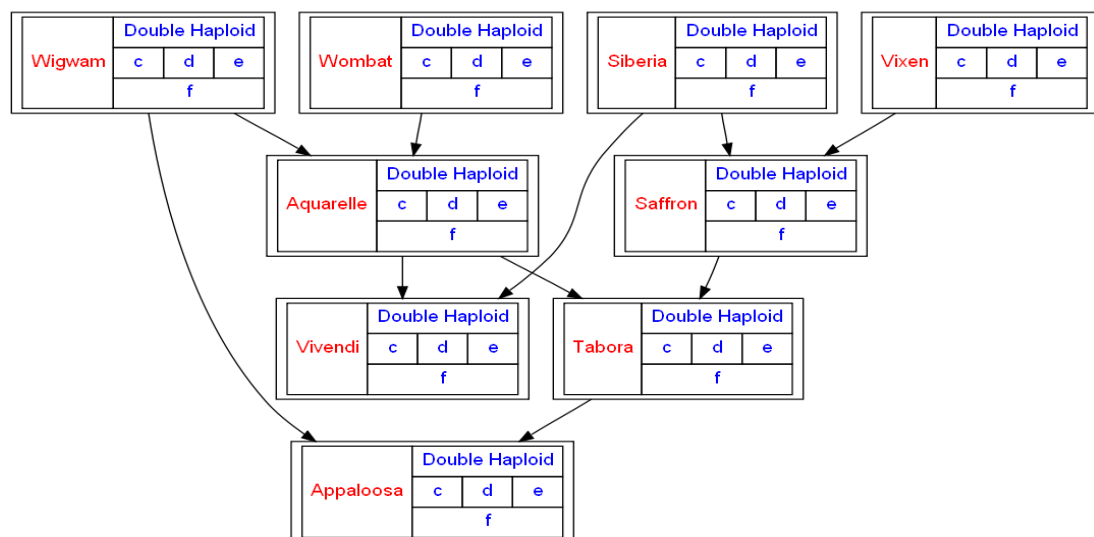 Double Haploid
Wigwam c d e
f
Double Haploid
Wombat c d e
f
Double Haploid
Siberia c d e
f
Double Haploid
Vixen c d e
f
Double Haploid
Aquarelle c d e
f
Double Haploid
Saffron c d e
f
Double Haploid
Vivendi c d e
f
Double Haploid
Tabora c d e
f
Double Haploid
Appaloosa c d e
f